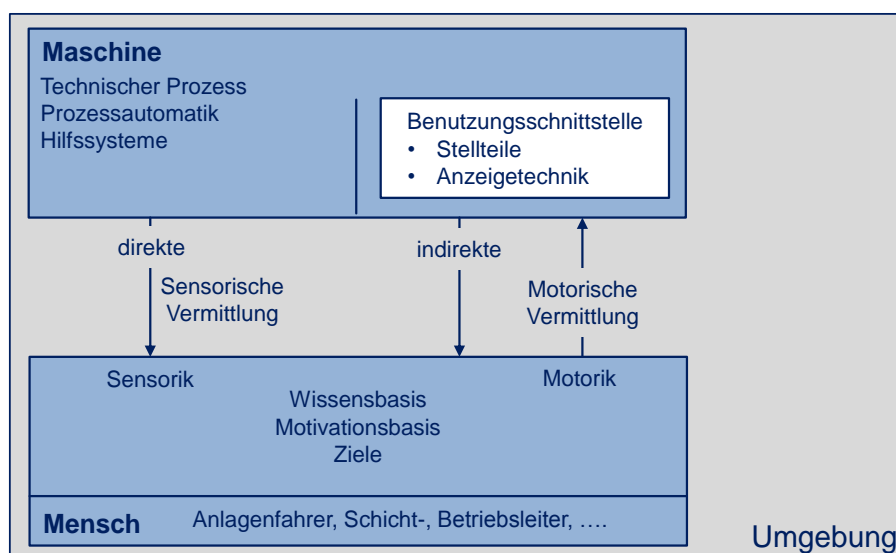 Maschine
Technischer Prozess
Prozessautomatik
Hilfssysteme
Benutzungsschnittstelle
• Stellteile
• Anzeigetechnik
direkte
indirekte
Sensorische
Vermittlung
Motorische
Vermittlung
Sensorik
Motorik
Wissensbasis
Motivationsbasis
Ziele
Mensch
Anlagenfahrer, Schicht-, Betriebsleiter, ….
Umgebung